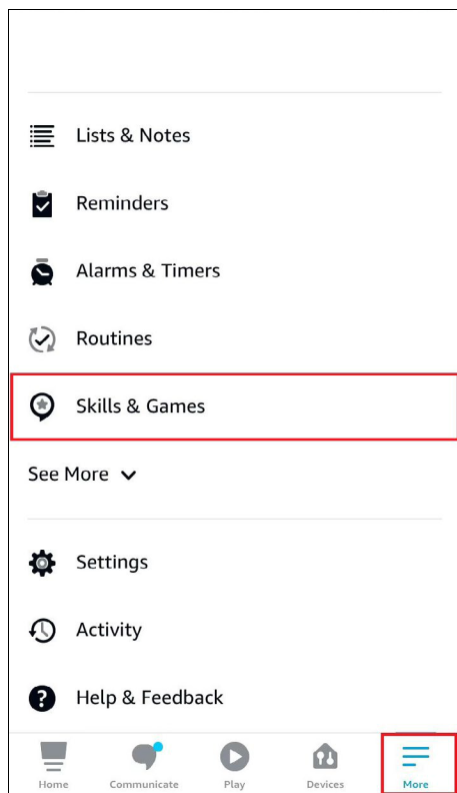 Lists & Notes
Reminders
Alarms & Timers
Routines
Skills & Games
See More
Settings
Activity
Help & Feedback
Home Communicate Play Devices More